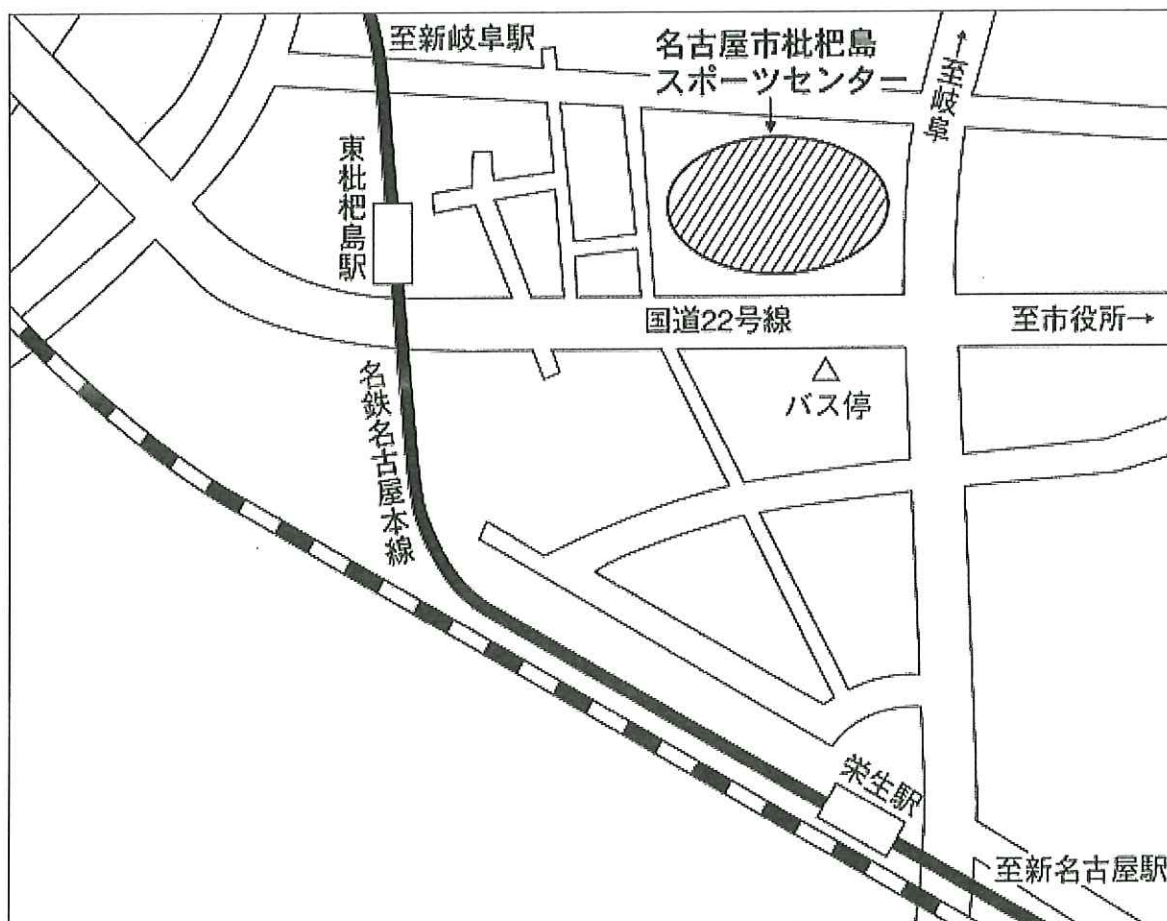 至新岐阜駅
名古屋市枇杷島
スポーツセンター
↑至岐阜
東枇杷島駅
国道22号線
至市役所→
△
バス停
名鉄名古屋本線
栄生駅
至新名古屋駅